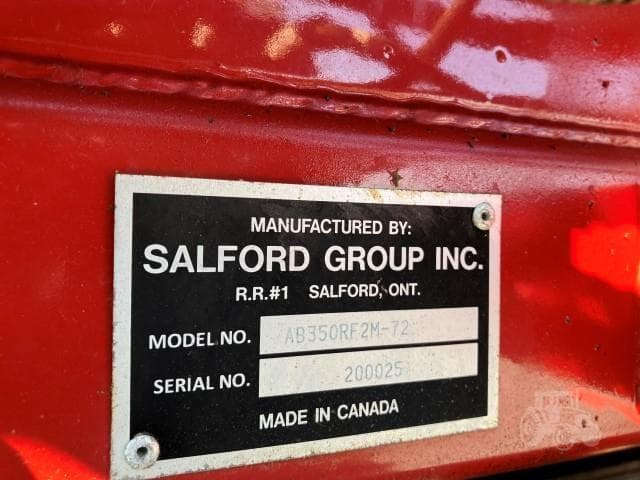 MANUFACTURED BY:
SALFORD GROUP INC.
R.R.#1 SALFORD, ONT.
MODEL NO. AB350RF2M-72
SERIAL NO. 200025
MADE IN CANADA